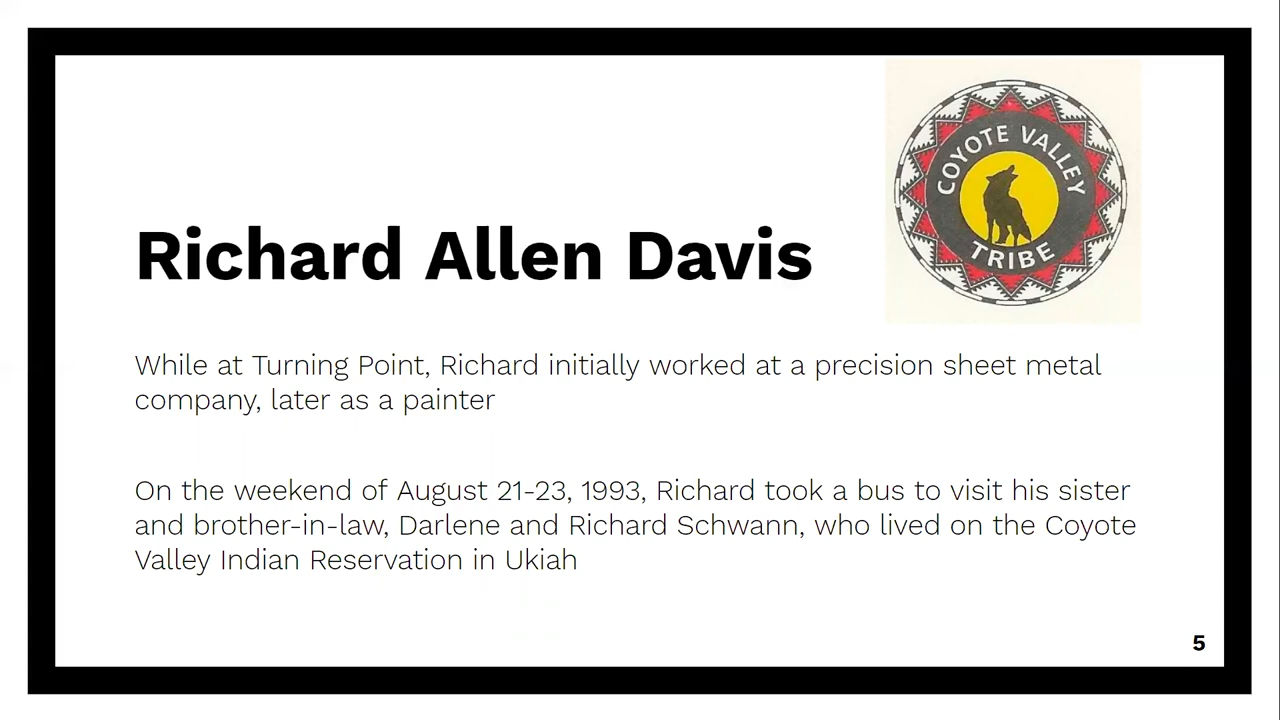 COYOTE VALLEY
TRIBE
Richard Allen Davis
While at Turning Point, Richard initially worked at a precision sheet metal
company, later as a painter
On the weekend of August 21-23, 1993, Richard took a bus to visit his sister
and brother-in-law, Darlene and Richard Schwann, who lived on the Coyote
Valley Indian Reservation in Ukiah
5